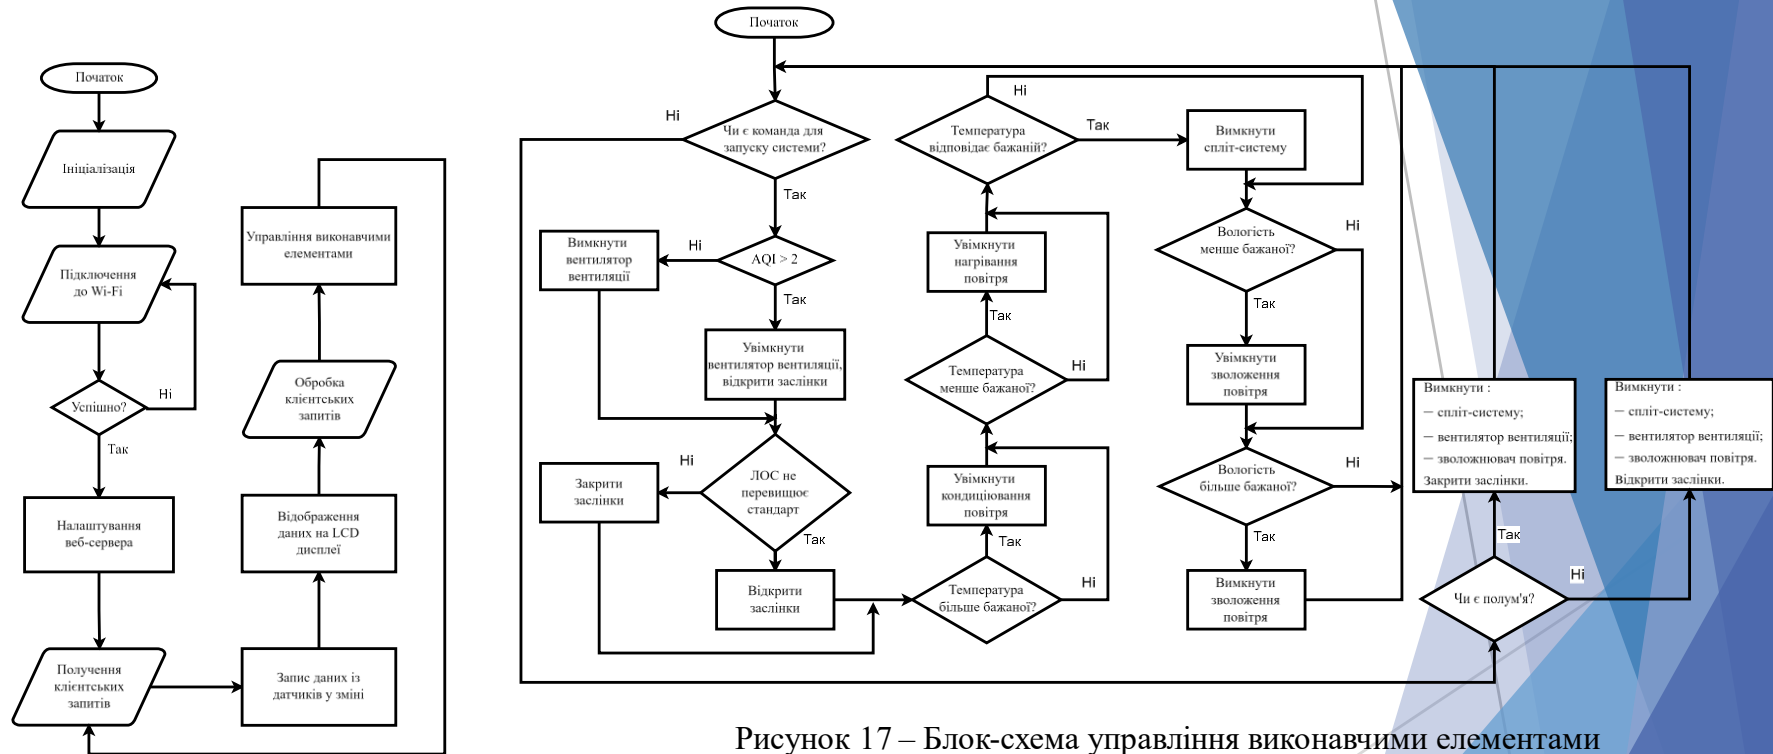 Початок
Ініціалізація
Підключення
до Wi-Fi
Успішно?
Ні
Так
Налаштування
веб-сервера
Получення
клієнтських
запитів
Запис даних із
датчиків у зміні
Відображення
даних на LCD
дисплеї
Обробка
клієнтських
запитів
Управління виконавчими
елементами
Початок
Чи є команда для
запуску системи?
Ні
Так
AQI > 2
Ні
Вимкнути
вентилятор
вентиляції
Так
Увімкнути
вентилятор вентиляції,
відкрити заслінки
ЛОС не
перевищує
стандарт
Ні
Закрити
заслінки
Так
Відкрити
заслінки
Температура
більше бажаної?
Ні
Так
Увімкнути
кондиціювання
повітря
Температура
менше бажаної?
Ні
Так
Увімкнути
нагрівання
повітря
Температура
відповідає бажаній?
Ні
Так
Вимкнути
спліт-систему
Вологість
менше бажаної?
Ні
Так
Увімкнути
зволоження
повітря
Вологість
більше бажаної?
Ні
Так
Вимкнути
зволоження
повітря
Чи є полум'я?
Так
Ні
Вимкнути :
– спліт-систему;
– вентилятор вентиляції;
– зволожнювач повітря.
Закрити заслінки.
Вимкнути :
– спліт-систему;
– вентилятор вентиляції;
– зволожнювач повітря.
Відкрити заслінки.
Рисунок 17 – Блок-схема управління виконавчими елементами